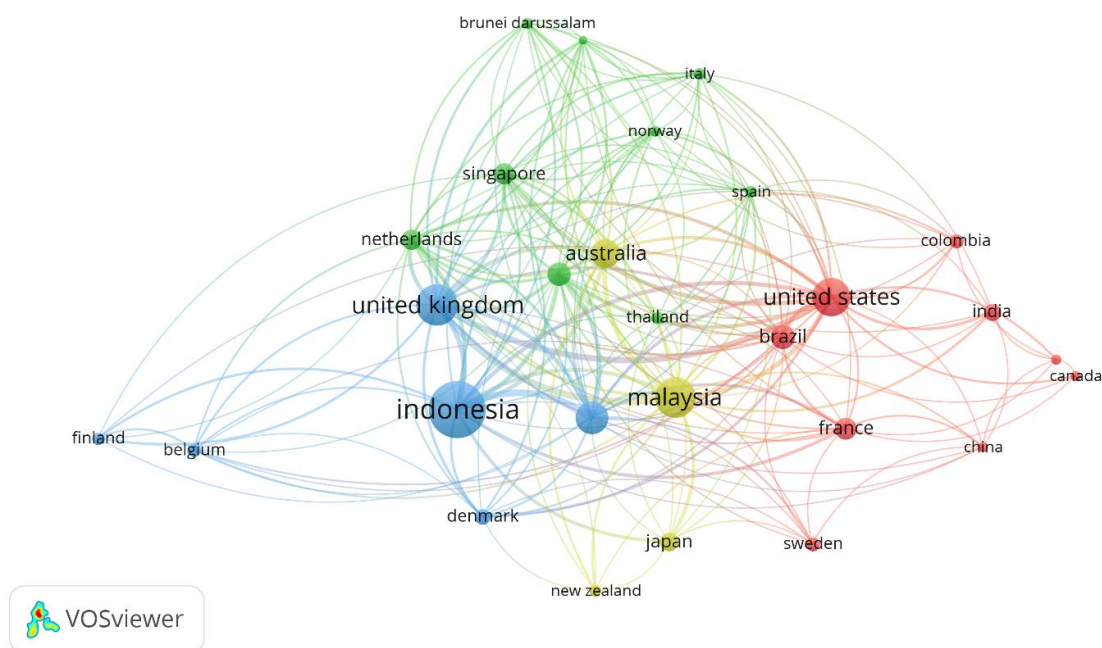 brunei darussalam
italy
norway
singapore
spain
netherlands
colombia
australia
united states
united kingdom
india
thailand
brazil
canada
malaysia
indonesia
france
finland
belgium
china
denmark
japan
sweden
new zealand
VOSviewer